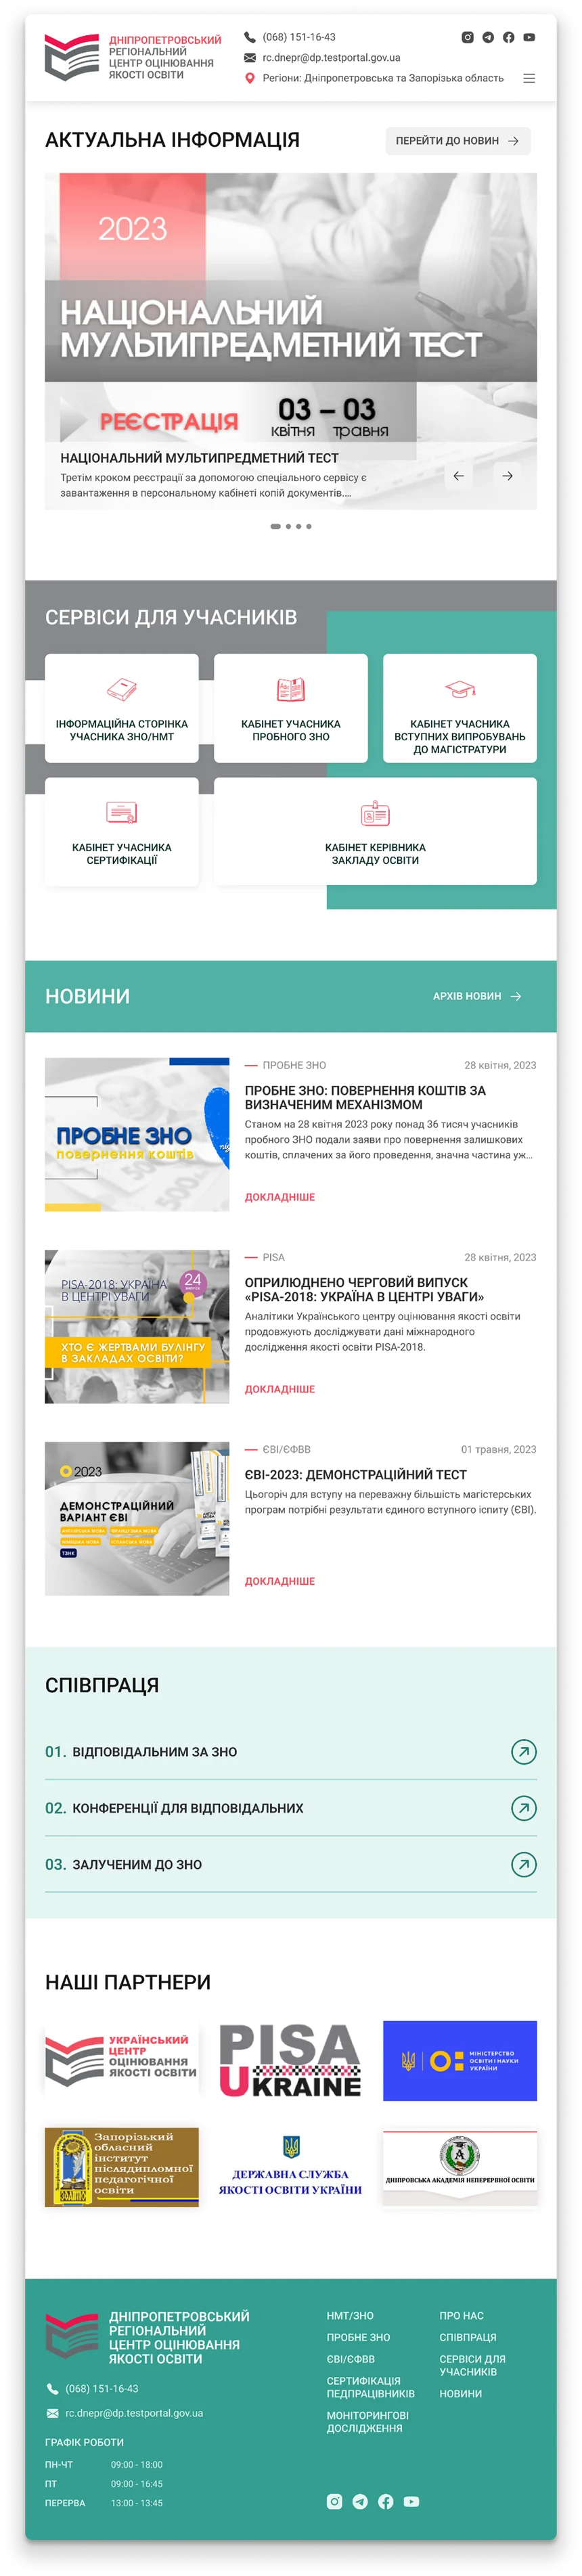 ДНІПРОПЕТРОВСЬКИЙ
РЕГІОНАЛЬНИЙ
ЦЕНТР ОЦІНЮВАННЯ
ЯКОСТІ ОСВІТИ
(068) 151-16-43
rc.dnepr@dp.testportal.gov.ua
Регіони: Дніпропетровська та Запорізька область
АКТУАЛЬНА ІНФОРМАЦІЯ
ПЕРЕЙТИ ДО НОВИН
2023
НАЦІОНАЛЬНИЙ
МУЛЬТИПРЕДМЕТНИЙ ТЕСТ
РЕЄСТРАЦІЯ
03 – 03
квітня травня
НАЦІОНАЛЬНИЙ МУЛЬТИПРЕДМЕТНИЙ ТЕСТ
Третім кроком реєстрації за допомогою спеціального сервісу є
завантаження в персональному кабінеті копій документів....
СЕРВІСИ ДЛЯ УЧАСНИКІВ
ІНФОРМАЦІЙНА СТОРІНКА
УЧАСНИКА ЗНО/НМТ
КАБІНЕТ УЧАСНИКА
ПРОБНОГО ЗНО
КАБІНЕТ УЧАСНИКА
ВСТУПНИХ ВИПРОБУВАНЬ
ДО МАГІСТРАТУРИ
КАБІНЕТ УЧАСНИКА
СЕРТИФІКАЦІЇ
КАБІНЕТ КЕРІВНИКА
ЗАКЛАДУ ОСВІТИ
НОВИНИ
АРХІВ НОВИН
ПРОБНЕ ЗНО
повернення коштів
ПРОБНЕ ЗНО
28 квітня, 2023
ПРОБНЕ ЗНО: ПОВЕРНЕННЯ КОШТІВ ЗА
ВИЗНАЧЕНИМ МЕХАНІЗМОМ
Станом на 28 квітня 2023 року понад 36 тисяч учасників
пробного ЗНО подали заяви про повернення залишкових
коштів, сплачених за його проведення, значна частина уж...
ДОКЛАДНІШЕ
PISA-2018: УКРАЇНА
В ЦЕНТРІ УВАГИ
24
ХТО Є ЖЕРТВАМИ БУЛІНГУ
В ЗАКЛАДАХ ОСВІТИ?
PISA
28 квітня, 2023
ОПРИЛЮДНЕНО ЧЕРГОВИЙ ВИПУСК
«PISA-2018: УКРАЇНА В ЦЕНТРІ УВАГИ»
Аналітики Українського центру оцінювання якості освіти
продовжують досліджувати дані міжнародного
дослідження якості освіти PISA-2018.
ДОКЛАДНІШЕ
2023
ДЕМОНСТРАЦІЙНИЙ
ВАРІАНТ ЄВІ
ТЗНК
ЄВІ/ЄФВВ
01 травня, 2023
ЄВІ-2023: ДЕМОНСТРАЦІЙНИЙ ТЕСТ
Цьогоріч для вступу на переважну більшість магістерських
програм потрібні результати єдиного вступного іспиту (ЄВІ).
ДОКЛАДНІШЕ
СПІВПРАЦЯ
01. ВІДПОВІДАЛЬНИМ ЗА ЗНО
02. КОНФЕРЕНЦІЇ ДЛЯ ВІДПОВІДАЛЬНИХ
03. ЗАЛУЧЕНИМ ДО ЗНО
НАШІ ПАРТНЕРИ
УКРАЇНСЬКИЙ
ЦЕНТР
ОЦІНЮВАННЯ
ЯКОСТІ ОСВІТИ
PISA
UKRAINE
МІНІСТЕРСТВО
ОСВІТИ І НАУКИ
УКРАЇНИ
Запорізький
обласний
інститут
післядипломної
педагогічної
освіти
ДЕРЖАВНА СЛУЖБА
ЯКОСТІ ОСВІТИ УКРАЇНИ
ДНІПРОВСЬКА АКАДЕМІЯ НЕПЕРЕРВНОЇ ОСВІТИ
ДНІПРОПЕТРОВСЬКИЙ
РЕГІОНАЛЬНИЙ
ЦЕНТР ОЦІНЮВАННЯ
ЯКОСТІ ОСВІТИ
(068) 151-16-43
rc.dnepr@dp.testportal.gov.ua
ГРАФІК РОБОТИ
ПН-ЧТ 09:00 - 18:00
ПТ 09:00 - 16:45
ПЕРЕРВА 13:00 - 13:45
НМТ/ЗНО
ПРОБНЕ ЗНО
ЄВІ/ЄФВВ
СЕРТИФІКАЦІЯ
ПЕДПРАЦІВНИКІВ
МОНІТОРИНГОВІ
ДОСЛІДЖЕННЯ
ПРО НАС
СПІВПРАЦЯ
СЕРВІСИ ДЛЯ
УЧАСНИКІВ
НОВИНИ